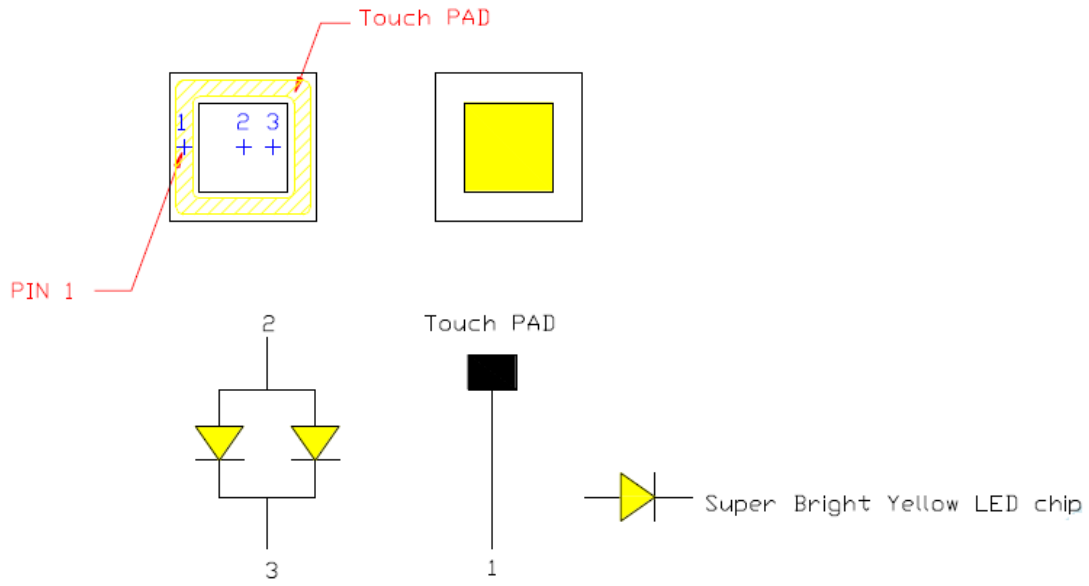 Touch PAD
1 2 3
PIN 1
2
Touch PAD
Super Bright Yellow LED chip
3
1